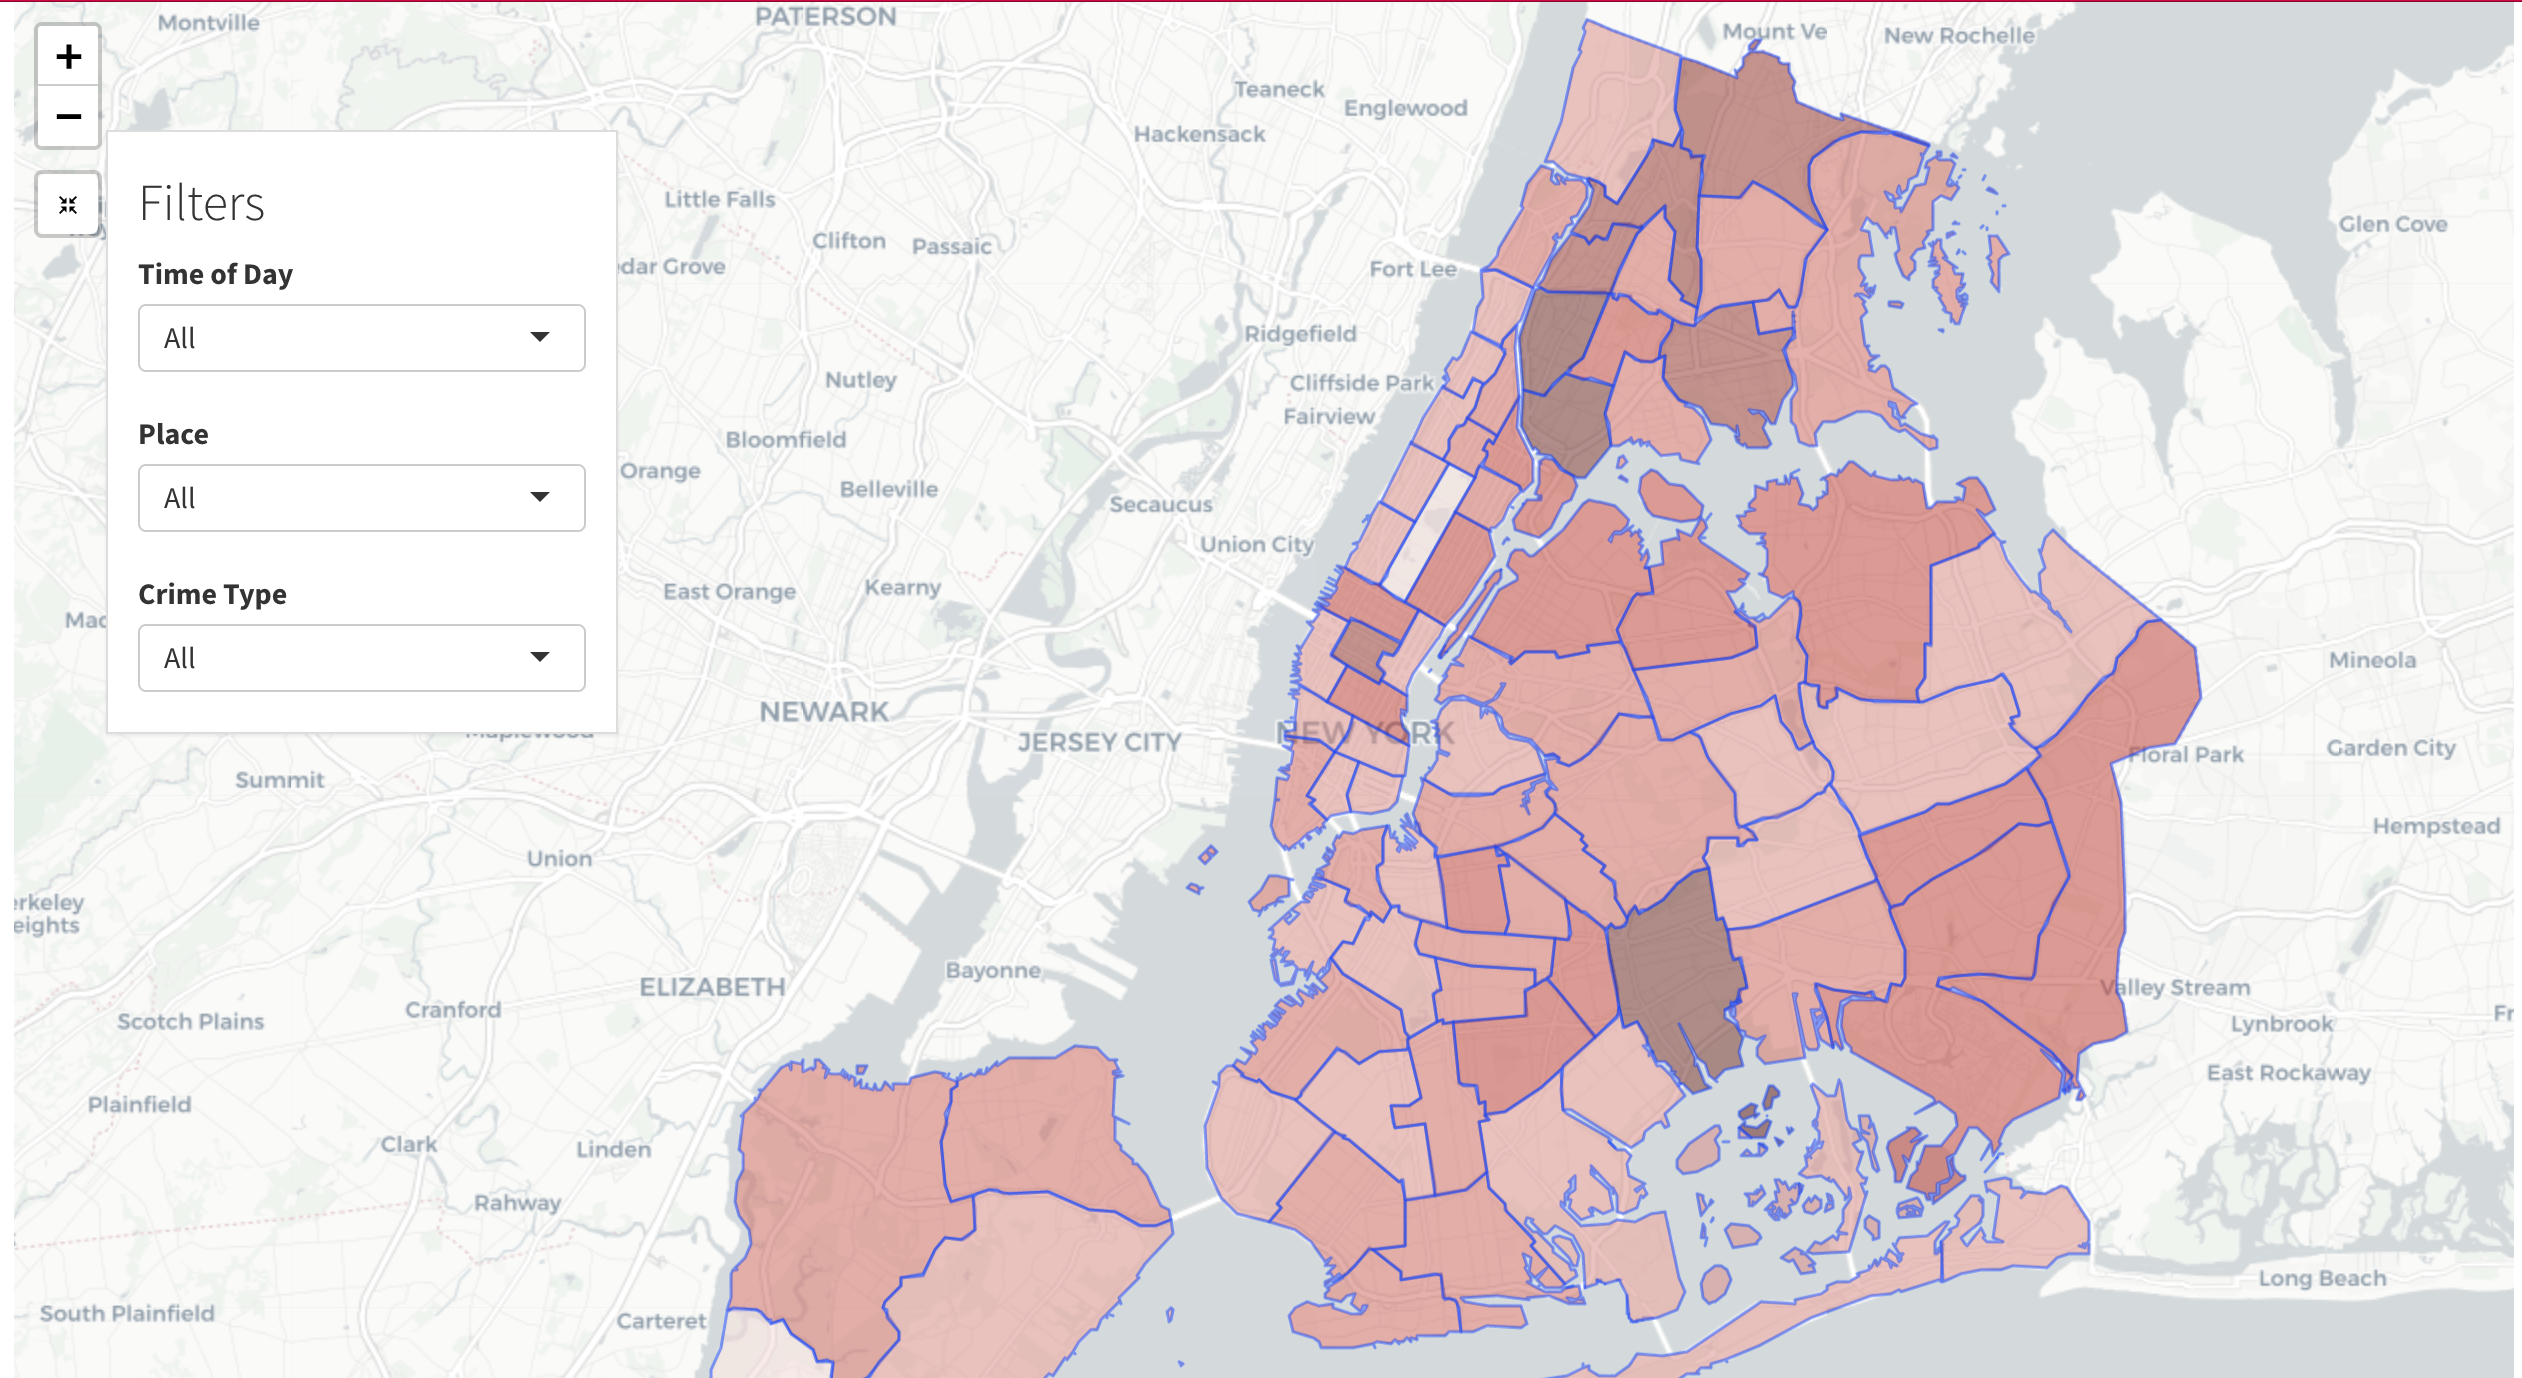 Montville
PATERSON
Mount Ve
New Rochelle
+
−
Teaneck
Englewood
Hackensack
Filters
Little Falls
Glen Cove
Clifton
Passaic
Time of Day
dar Grove
Fort Lee
All
Ridgefield
Nutley
Cliffside Park
Fairview
Place
Bloomfield
Orange
Belleville
All
Secaucus
Union City
Crime Type
East Orange
Kearny
Mac
All
Mineola
NEWARK
NEW YORK
Maplewood
JERSEY CITY
Floral Park
Garden City
Summit
Hempstead
Union
erkeley
eights
Bayonne
ELIZABETH
Valley Stream
Cranford
Scotch Plains
Lynbrook
Fr
East Rockaway
Plainfield
Clark
Linden
Rahway
Long Beach
South Plainfield
Carteret